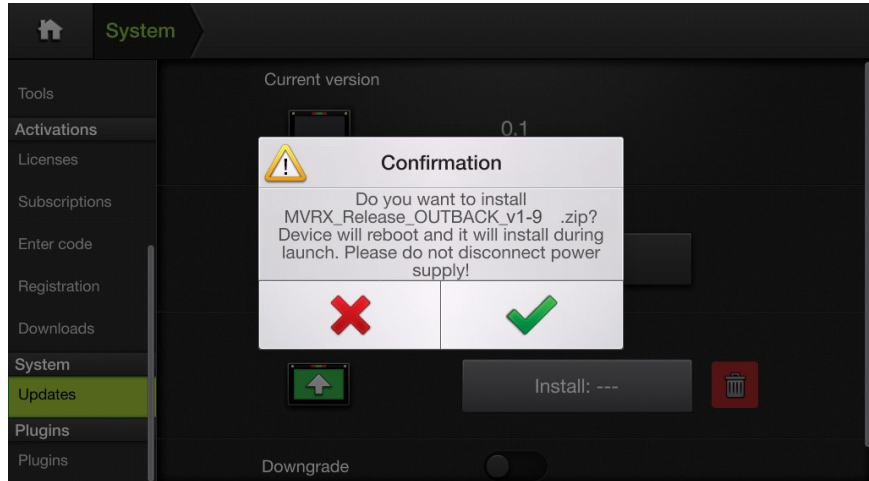 System
Tools
Activations
Licenses
Subscriptions
Enter code
Registration
Downloads
System
Updates
Plugins
Plugins
Current version
0.1
Confirmation
Do you want to install
MVRX_Release_OUTBACK_v1-9 .zip?
Device will reboot and it will install during
launch. Please do not disconnect power
supply!
Install: ---
Downgrade